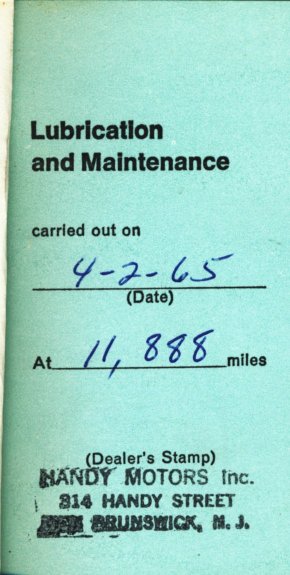 Lubrication
and Maintenance
carried out on
4-2-65
(Date)
At 11,888 miles
(Dealer's Stamp)
HANDY MOTORS Inc.
314 HANDY STREET
BRUNSWICK, N. J.